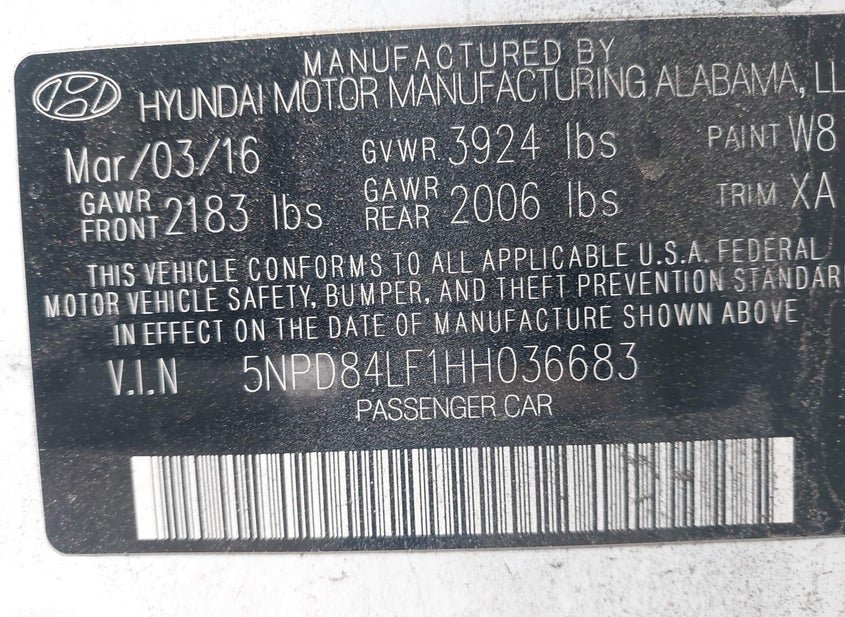 MANUFACTURED BY
HYUNDAI MOTOR MANUFACTURING ALABAMA, LL
Mar/03/16 GVWR 3924 lbs PAINT W8
GAWR FRONT 2183 lbs GAWR REAR 2006 lbs TRIM XA
THIS VEHICLE CONFORMS TO ALL APPLICABLE U.S.A. FEDERAL
MOTOR VEHICLE SAFETY, BUMPER, AND THEFT PREVENTION STANDAR
IN EFFECT ON THE DATE OF MANUFACTURE SHOWN ABOVE
V.I.N 5NPD84LF1HH036683
PASSENGER CAR